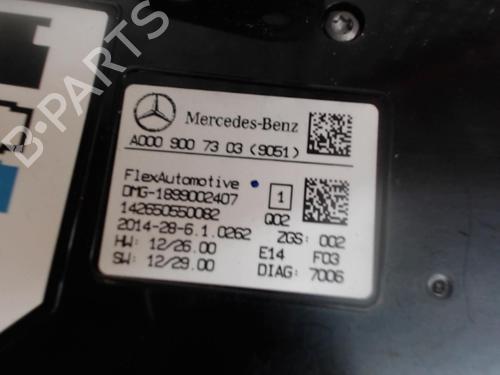 Mercedes-Benz
A000 900 73 03 (9051)
FlexAutomotive
DMG-1899002407
142650550082
2014-28-6.1.0262
HW: 12/26.00
SW: 12/29.00
1
Q02
ZGS: 002
E14 F03
DIAG: 7006
B-PARTS